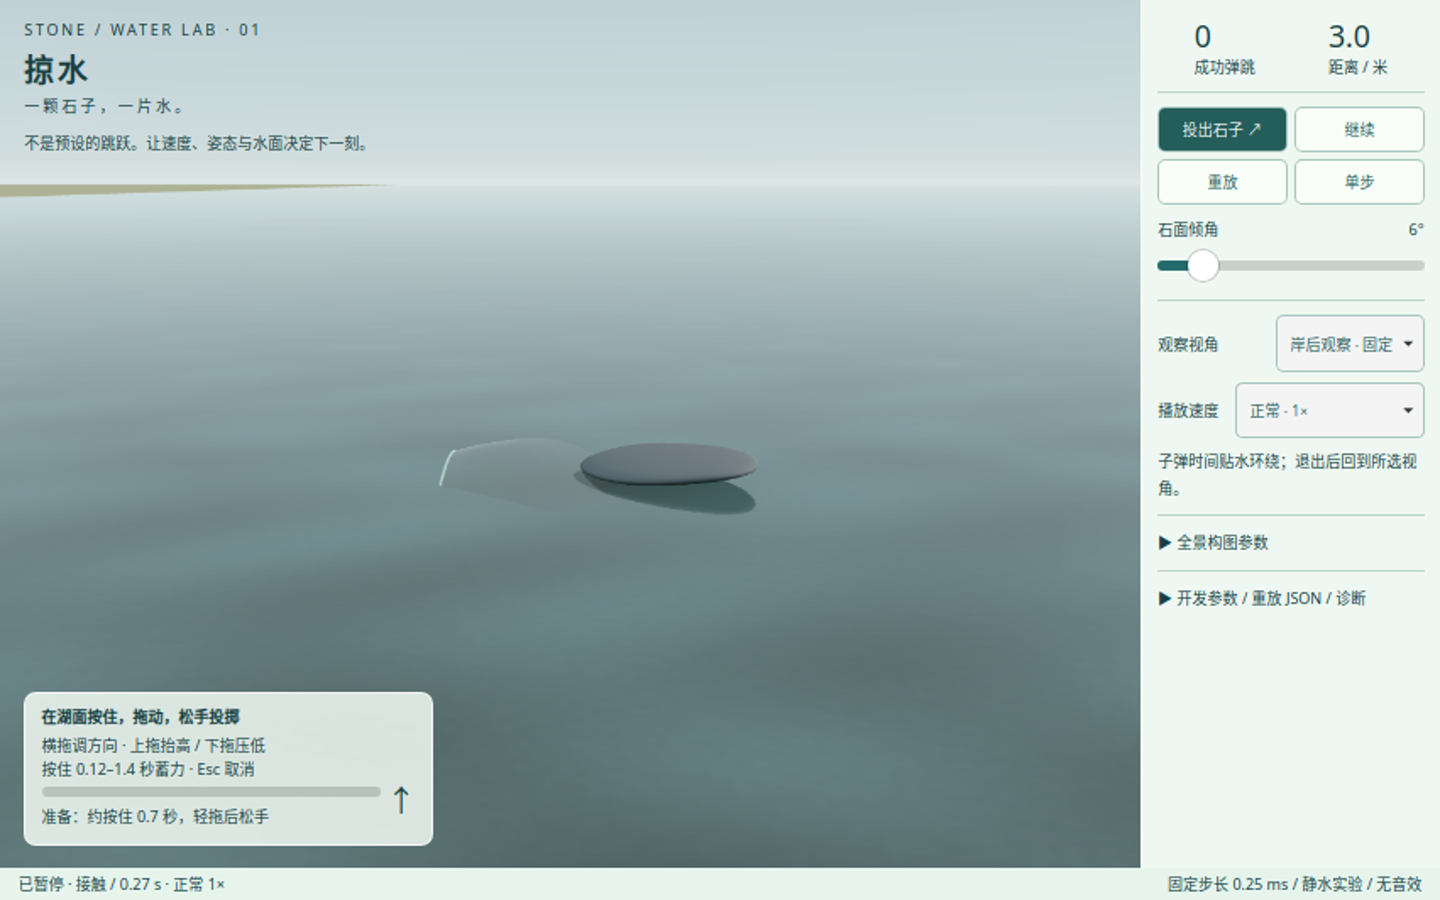 STONE / WATER LAB · 01
掠水
一颗石子，一片水。
不是预设的跳跃。让速度、姿态与水面决定下一刻。
0
3.0
成功弹跳
距离 / 米
投出石子 ↗
继续
重放
单步
石面倾角
6°
观察视角
岸后观察 · 固定
播放速度
正常 · 1×
子弹时间贴水环绕；退出后回到所选视
角。
▶ 全景构图参数
▶ 开发参数 / 重放 JSON / 诊断
在湖面按住，拖动，松手投掷
横拖调方向 · 上拖抬高 / 下拖压低
按住 0.12–1.4 秒蓄力 · Esc 取消
↑
准备：约按住 0.7 秒，轻拖后松手
已暂停 · 接触 / 0.27 s · 正常 1×
固定步长 0.25 ms / 静水实验 / 无音效